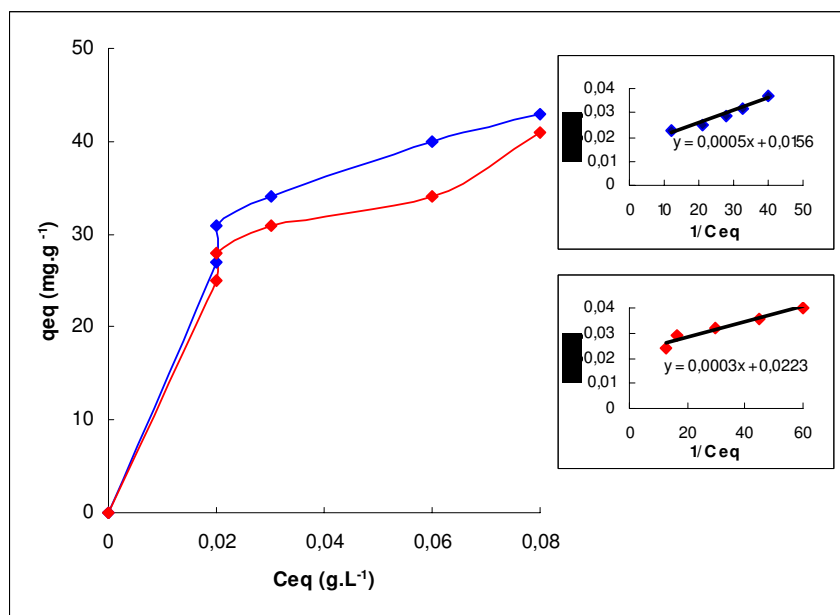 50
40
30
20
10
0
qeq (mg.g⁻¹)
0
0,02
0,04
0,06
0,08
Ceq (g.L⁻¹)
0,04
0,03
0,02
0,01
0
y = 0,0005x + 0,0156
0 10 20 30 40 50
1/ Ceq
0,04
0,03
0,02
0,01
0
y = 0,0003x + 0,0223
0 20 40 60
1/ Ceq